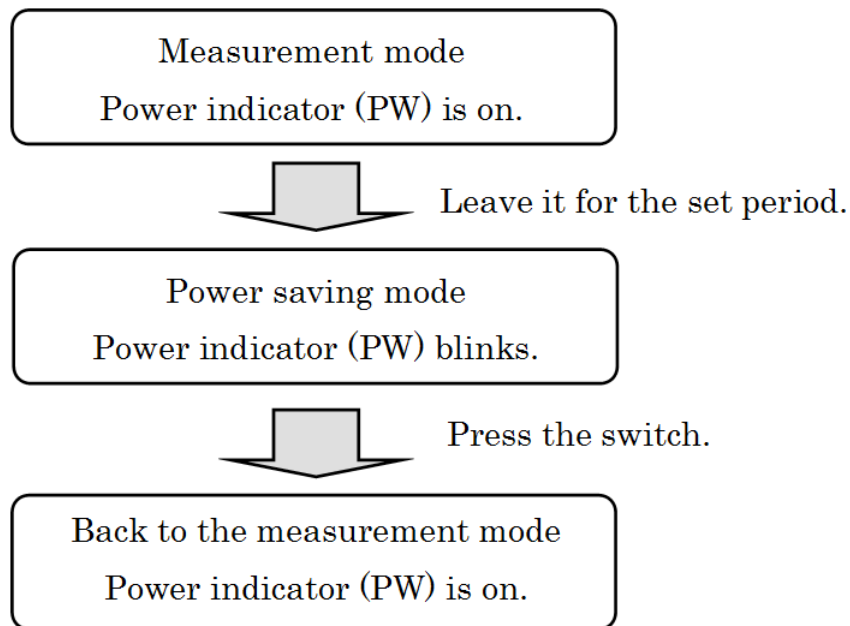 Measurement mode
Power indicator (PW) is on.
Leave it for the set period.
Power saving mode
Power indicator (PW) blinks.
Press the switch.
Back to the measurement mode
Power indicator (PW) is on.